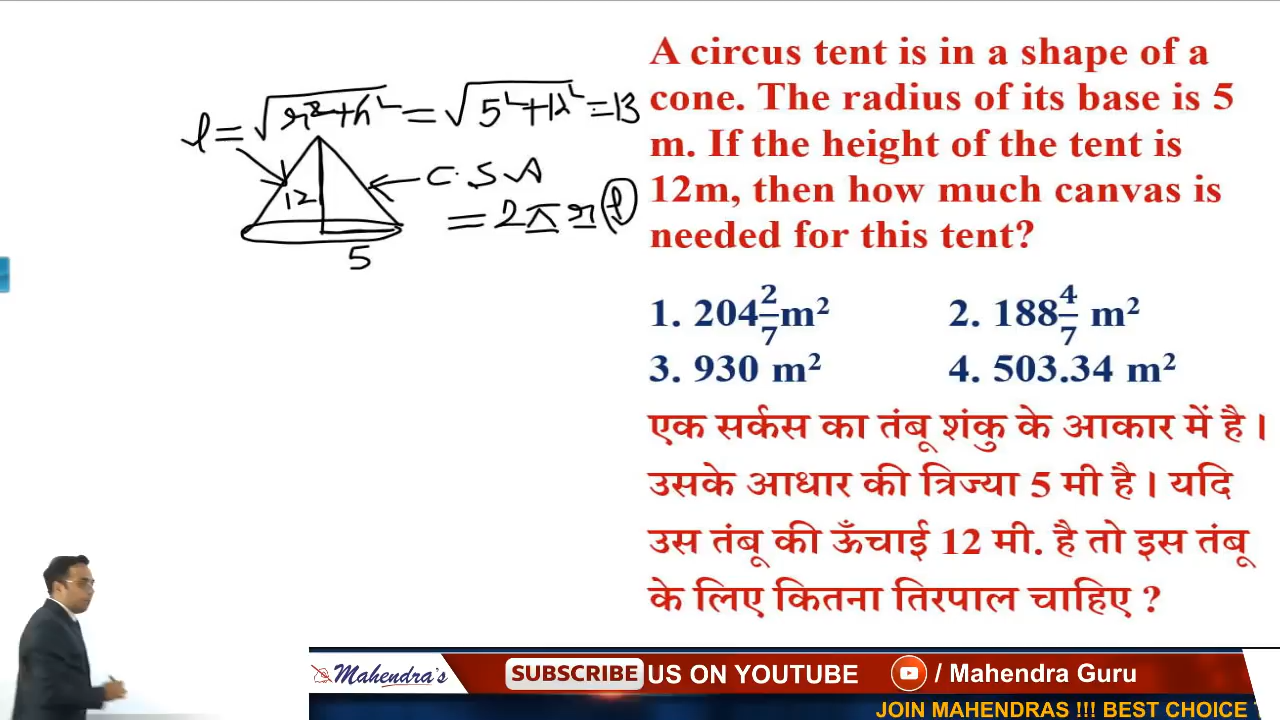 l = √r²+h² = √5²+12² = 13
12
5
C.S.A
= 2πrl
A circus tent is in a shape of a
cone. The radius of its base is 5
m. If the height of the tent is
12m, then how much canvas is
needed for this tent?
1. 204 2/7 m² 2. 188 4/7 m²
3. 930 m² 4. 503.34 m²
एक सर्कस का तंबू शंकु के आकार में है ।
उसके आधार की त्रिज्या 5 मी है । यदि
उस तंबू की ऊँचाई 12 मी. है तो इस तंबू
के लिए कितना तिरपाल चाहिए ?
Mahendra's SUBSCRIBE US ON YOUTUBE / Mahendra Guru
JOIN MAHENDRAS !!! BEST CHOICE